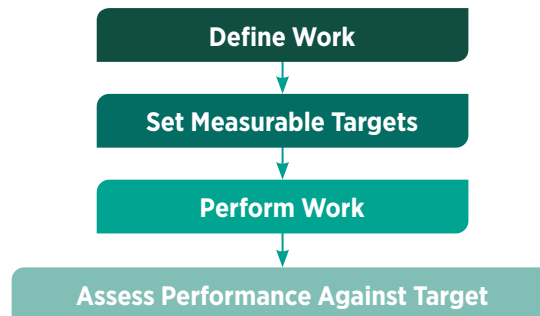 Define Work
Set Measurable Targets
Perform Work
Assess Performance Against Target